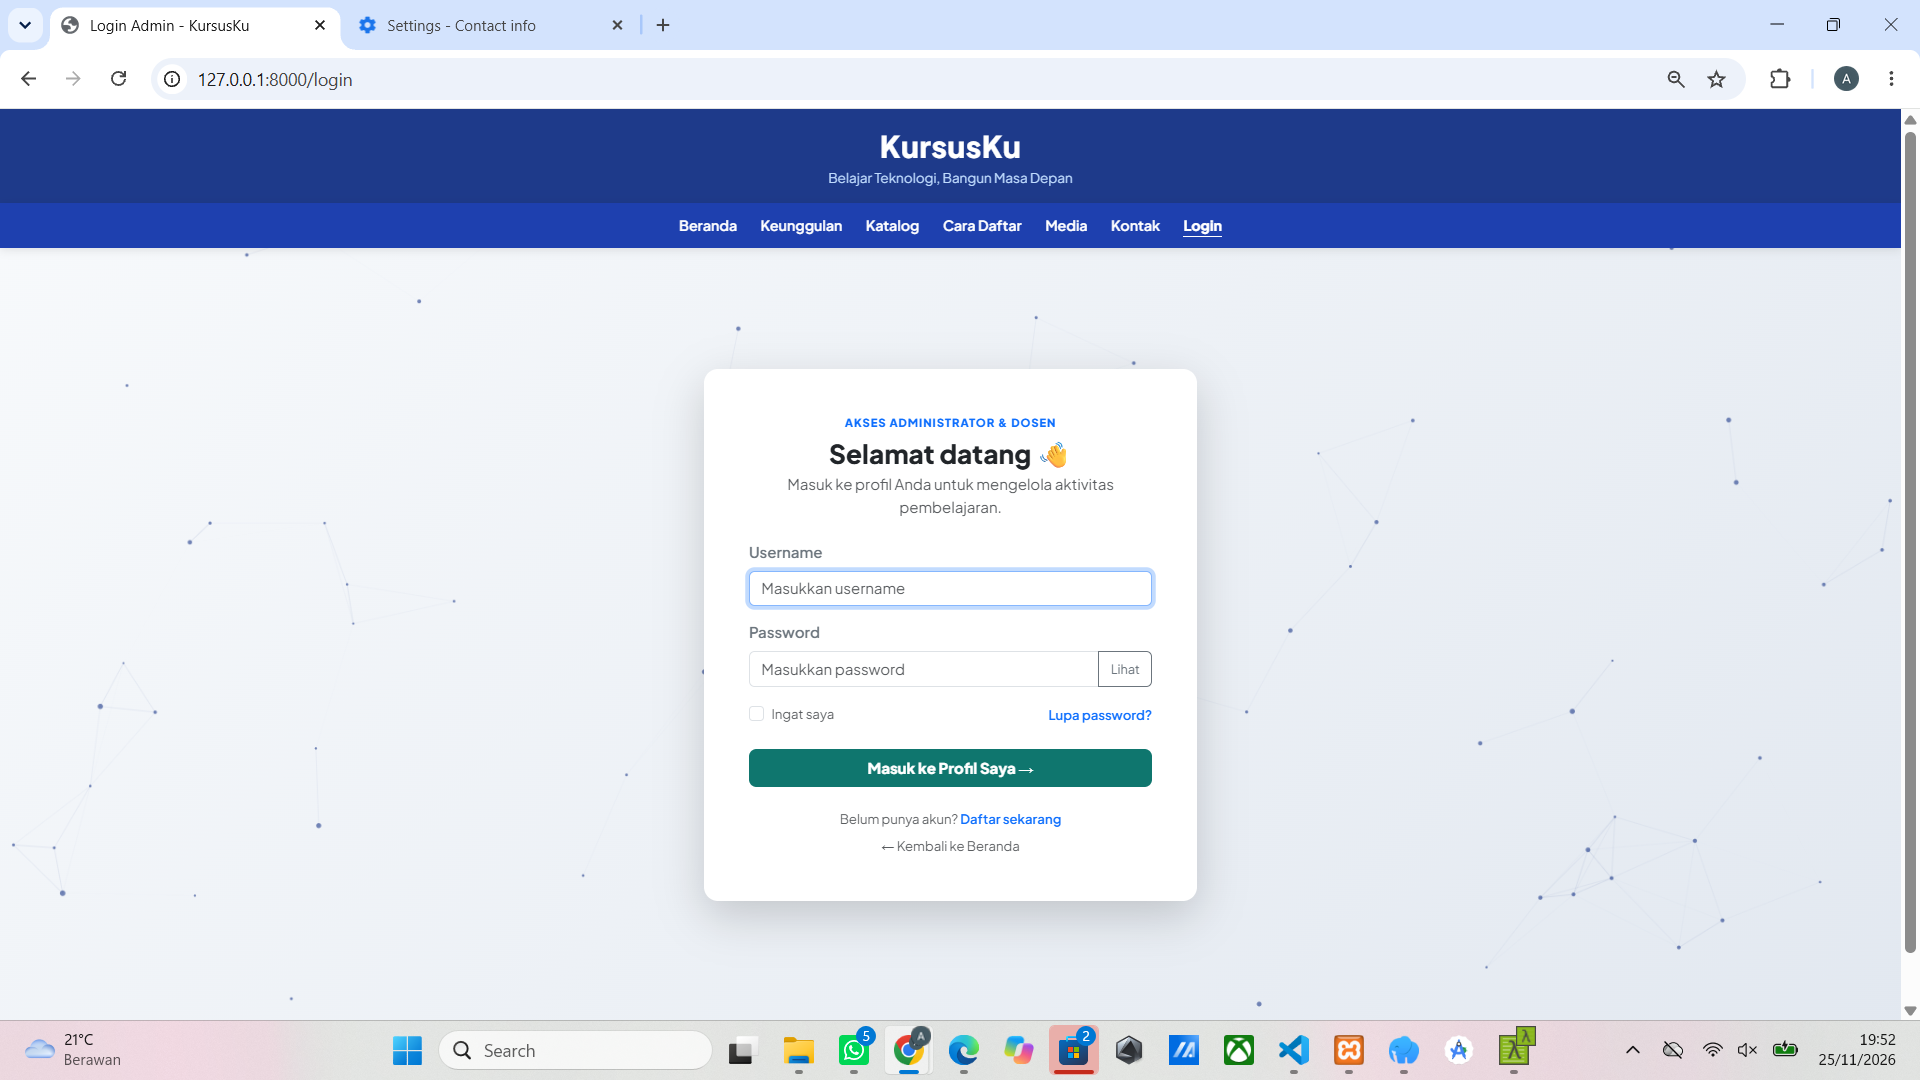 Login Admin - KursusKu
Settings - Contact info
127.0.0.1:8000/login
A
KursusKu
Belajar Teknologi, Bangun Masa Depan
Beranda Keunggulan Katalog Cara Daftar Media Kontak Login
AKSES ADMINISTRATOR & DOSEN
Selamat datang 👋
Masuk ke profil Anda untuk mengelola aktivitas
pembelajaran.
Username
Masukkan username
Password
Masukkan password
Lihat
Ingat saya
Lupa password?
Masuk ke Profil Saya →
Belum punya akun? Daftar sekarang
← Kembali ke Beranda
21°C
Berawan
Search
5
A
2
19:52
25/11/2026